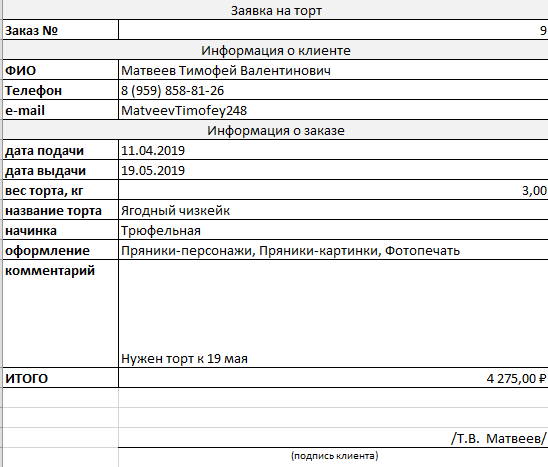 Заявка на торт
Заказ № 9
Информация о клиенте
ФИО Матвеев Тимофей Валентинович
Телефон 8 (959) 858-81-26
e-mail MatveevTimofey248
Информация о заказе
дата подачи 11.04.2019
дата выдачи 19.05.2019
вес торта, кг 3,00
название торта Ягодный чизкейк
начинка Трюфельная
оформление Пряники-персонажи, Пряники-картинки, Фотопечать
комментарий
Нужен торт к 19 мая
ИТОГО 4 275,00 ₽
/Т.В. Матвеев/
(подпись клиента)